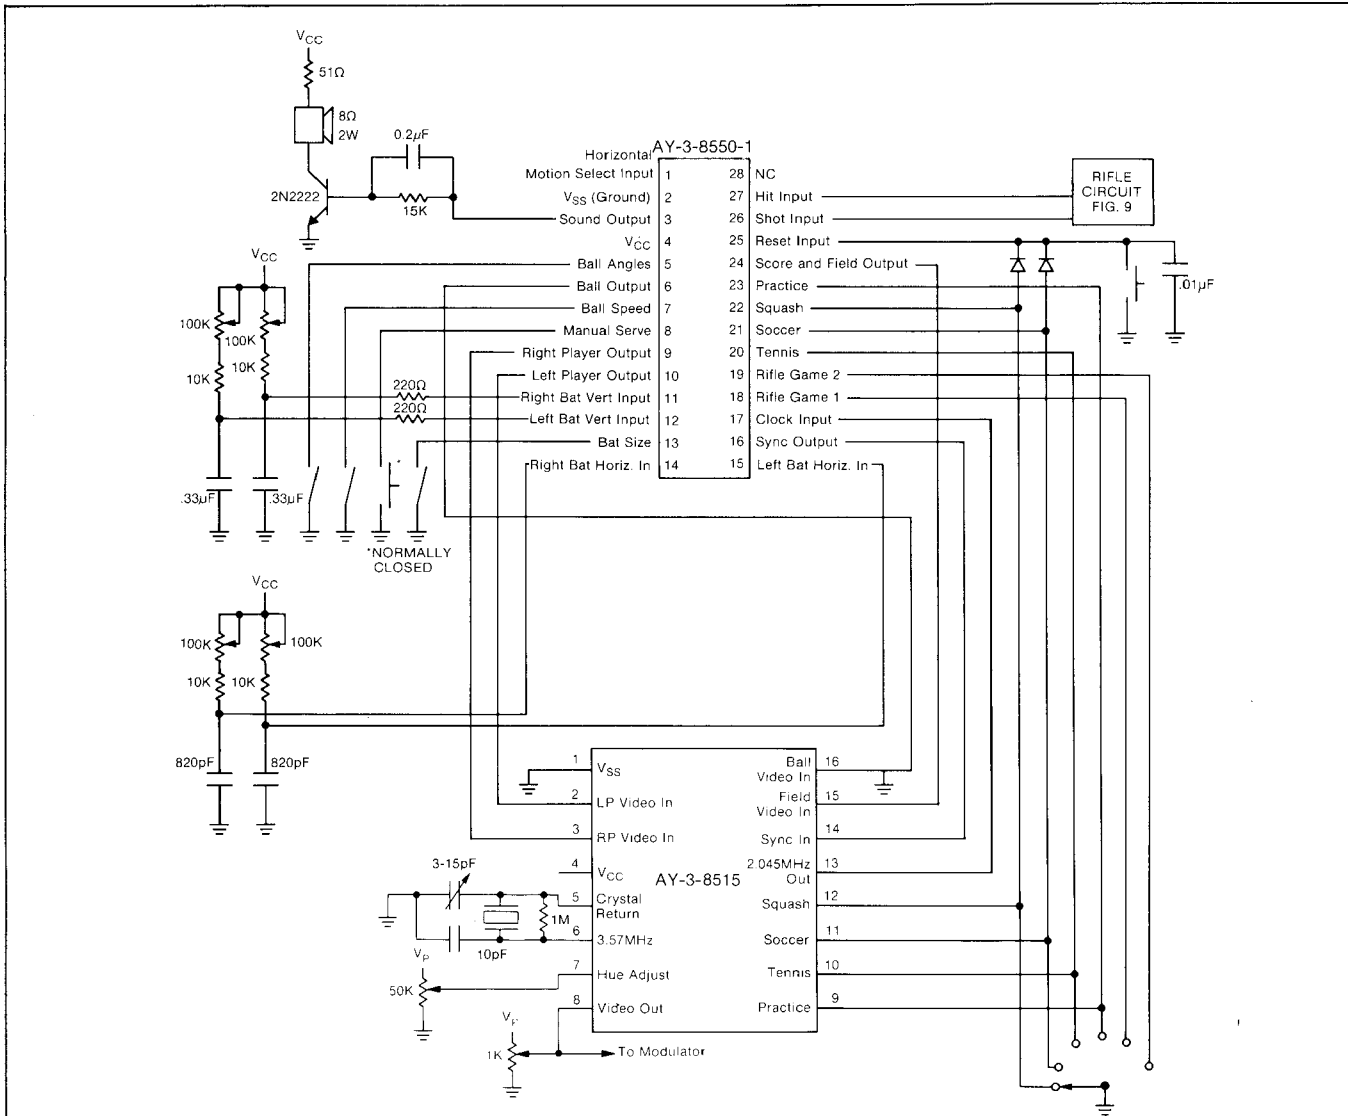 VCC
51Ω
8Ω
2W
0.2µF
2N2222
15K
AY-3-8550-1
Horizontal
Motion Select Input 1
VSS (Ground) 2
Sound Output 3
VCC 4
Ball Angles 5
Ball Output 6
Ball Speed 7
Manual Serve 8
Right Player Output 9
Left Player Output 10
Right Bat Vert Input 11
Left Bat Vert Input 12
Bat Size 13
Right Bat Horiz. In 14
28 NC
27 Hit Input
26 Shot Input
25 Reset Input
24 Score and Field Output
23 Practice
22 Squash
21 Soccer
20 Tennis
19 Rifle Game 2
18 Rifle Game 1
17 Clock Input
16 Sync Output
15 Left Bat Horiz. In
RIFLE
CIRCUIT
FIG. 9
.01µF
VCC
100K
100K
10K
10K
220Ω
220Ω
.33µF
.33µF
*
*NORMALLY
CLOSED
VCC
100K
100K
10K
10K
820pF
820pF
AY-3-8515
1 VSS
2 LP Video In
3 RP Video In
4 VCC
5 Crystal
Return
6 3.57MHz
7 Hue Adjust
8 Video Out
Ball 16
Video In
Field 15
Video In
Sync In 14
2.045MHz 13
Out
Squash 12
Soccer 11
Tennis 10
Practice 9
3-15pF
1M
10pF
VP
50K
VP
1K
To Modulator